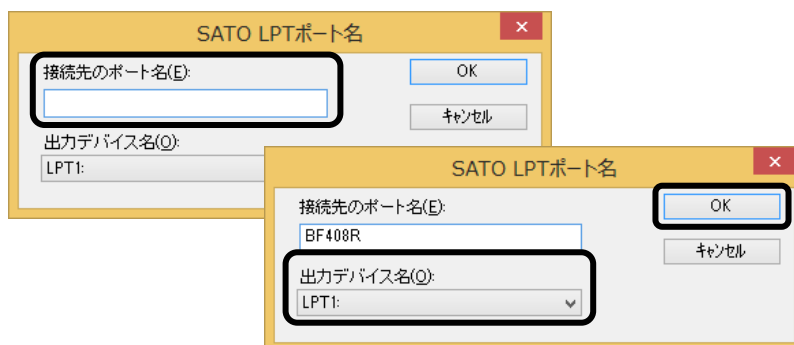 SATO LPTポート名
接続先のポート名(E):
OK
キャンセル
出力デバイス名(O):
LPT1:
SATO LPTポート名
接続先のポート名(E):
OK
BF408R
キャンセル
出力デバイス名(O):
LPT1: